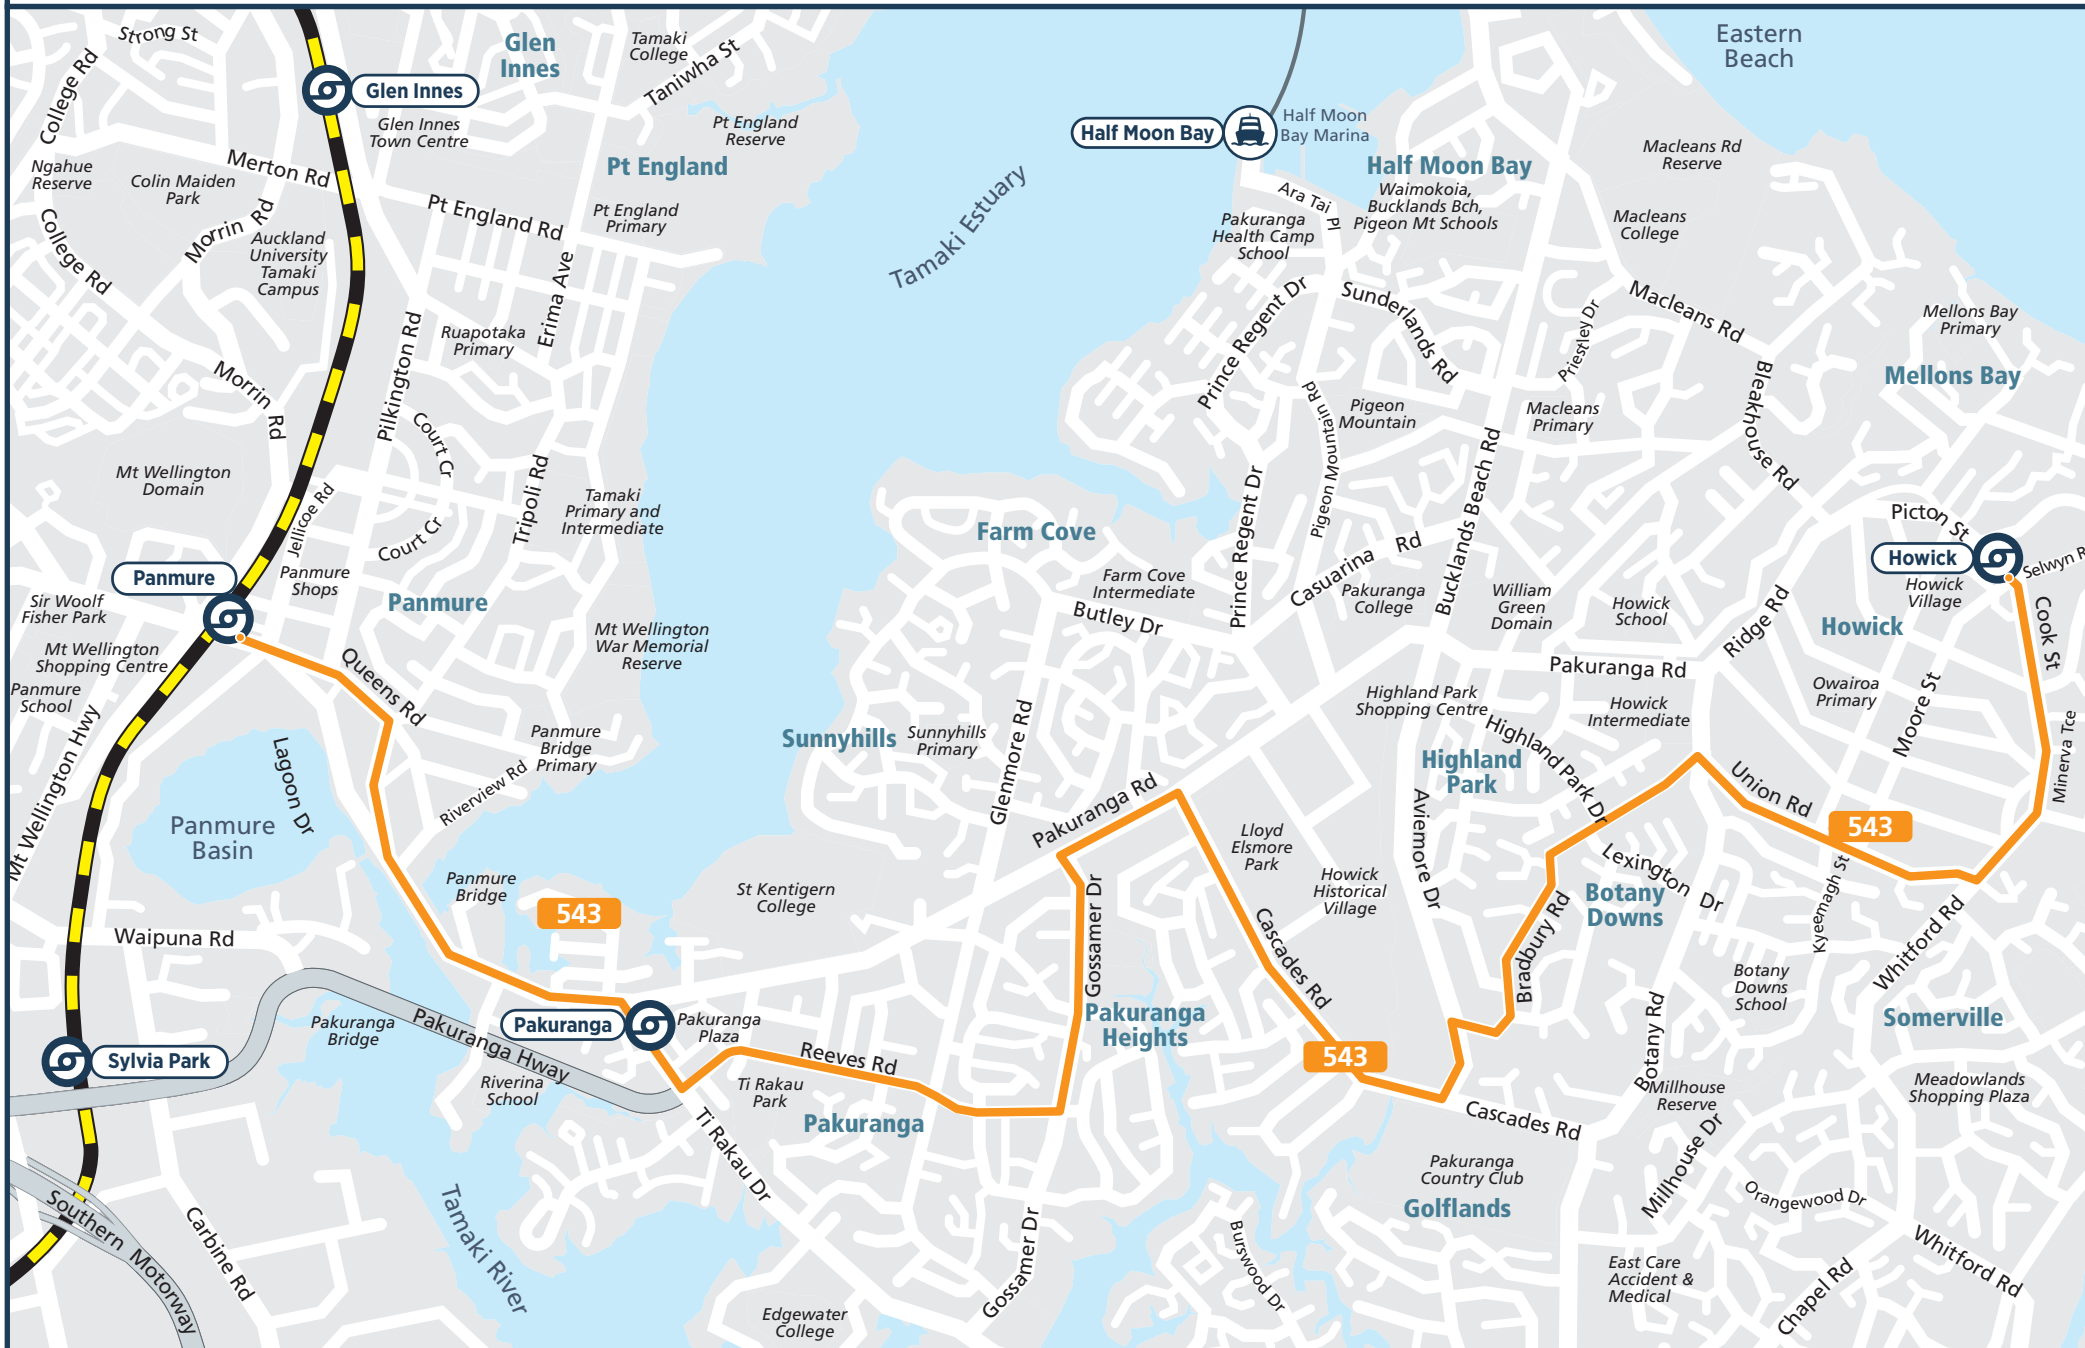 Strong St
College Rd
Glen
Innes
Tamaki
College
Taniwha St
Eastern
Beach
Glen Innes
Glen Innes
Town Centre
Pt England
Reserve
Half Moon Bay
Half Moon
Bay Marina
Ngahue
Reserve
Colin Maiden
Park
Merton Rd
Pt England
Half Moon Bay
Waimokoia,
Bucklands Bch,
Pigeon Mt Schools
Macleans Rd
Reserve
College Rd
Morrin Rd
Auckland
University
Tamaki
Campus
Pt England Rd
Pt England
Primary
Tamaki Estuary
Ara Tai Pl
Pakuranga
Health Camp
School
Macleans
College
Erima Ave
Ruapotaka
Primary
Pilkington Rd
Prince Regent Dr
Sunderlands Rd
Priestley Dr
Macleans Rd
Mellons Bay
Primary
Mellons Bay
Morrin Rd
Court Cr
Pigeon Mountain Rd
Pigeon
Mountain
Macleans
Primary
Bleakhouse Rd
Mt Wellington
Domain
Jellicoe Rd
Court Cr
Tripoli Rd
Tamaki
Primary and
Intermediate
Farm Cove
Prince Regent Dr
Casuarina Rd
Bucklands Beach Rd
Picton St
Howick
Selwyn R
Howick
Village
Panmure
Panmure
Shops
Panmure
Farm Cove
Intermediate
Butley Dr
Pakuranga
College
William
Green
Domain
Howick
School
Ridge Rd
Howick
Cook St
Sir Woolf
Fisher Park
Mt Wellington
Shopping Centre
Panmure
School
Mt Wellington
War Memorial
Reserve
Queens Rd
Pakuranga Rd
Highland Park
Shopping Centre
Howick
Intermediate
Owairoa
Primary
Moore St
Minerva Tce
Mt Wellington Hwy
Lagoon Dr
Panmure
Bridge
Primary
Riverview Rd
Sunnyhills
Sunnyhills
Primary
Glenmore Rd
Highland Park Dr
Highland
Park
Union Rd
543
Panmure
Basin
Pakuranga Rd
Lloyd
Elsmore
Park
Aviemore Dr
Howick
Historical
Village
Lexington Dr
Botany
Downs
Kyeemagh St
Whitford Rd
Panmure
Bridge
543
St Kentigern
College
Gossamer Dr
Cascades Rd
Bradbury Rd
Waipuna Rd
Botany
Downs
School
Somerville
Pakuranga
Bridge
Pakuranga Hway
Pakuranga
Pakuranga
Plaza
Pakuranga
Heights
543
Botany Rd
Sylvia Park
Riverina
School
Reeves Rd
Ti Rakau
Park
Pakuranga
Cascades Rd
Millhouse
Reserve
Meadowlands
Shopping Plaza
Ti Rakau Dr
Millhouse Dr
Pakuranga
Country Club
Golflands
Orangewood Dr
Southern Motorway
Carbine Rd
Tamaki River
Edgewater
College
Gossamer Dr
Burswood Dr
East Care
Accident &
Medical
Chapel Rd
Whitford Rd